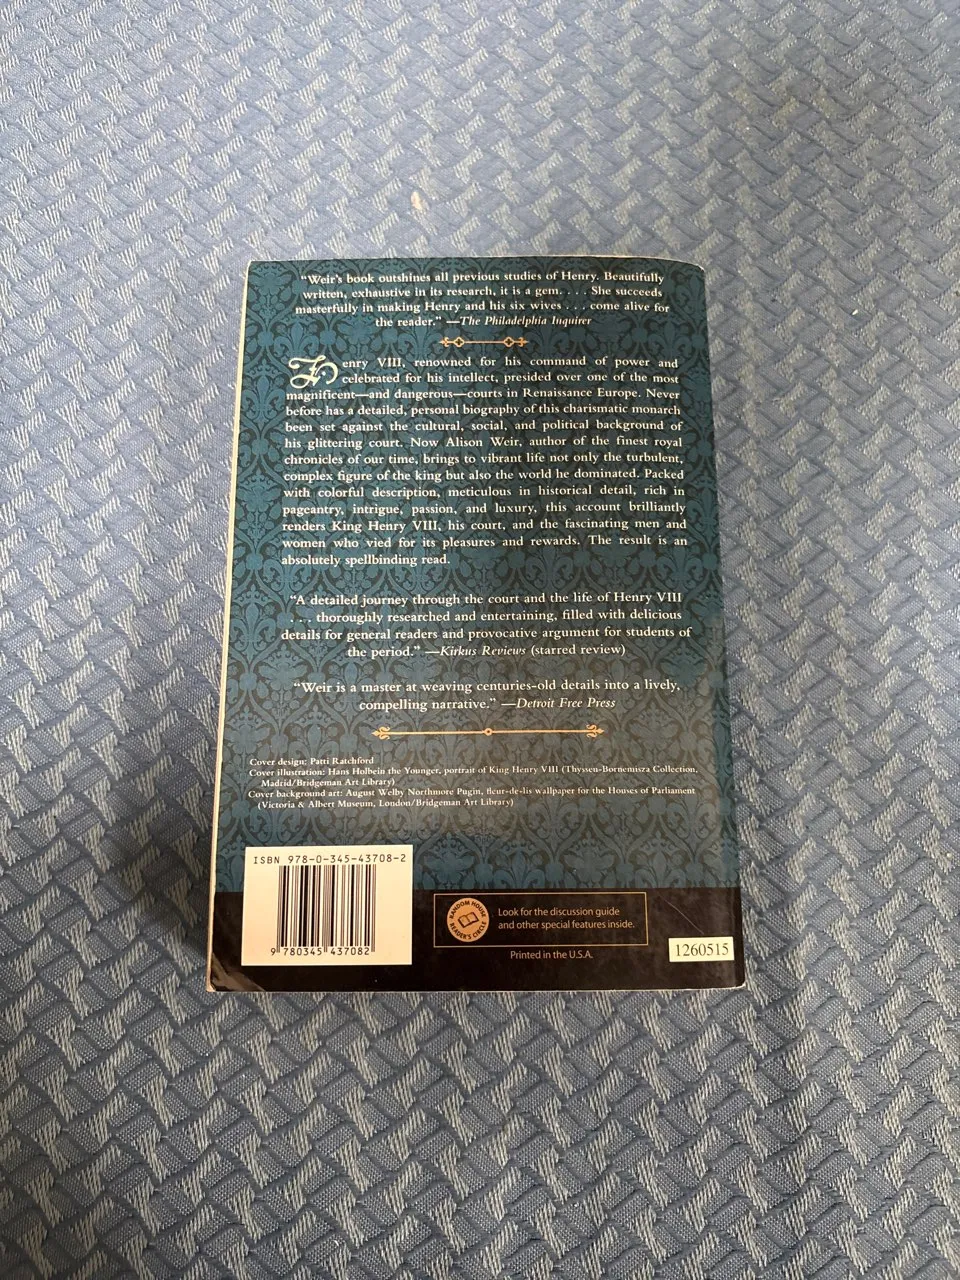 “Weir’s book outshines all previous studies of Henry. Beautifully
written, exhaustive in its research, it is a gem. . . . She succeeds
masterfully in making Henry and his six wives . . . come alive for
the reader.” —The Philadelphia Inquirer
Henry VIII, renowned for his command of power and
celebrated for his intellect, presided over one of the most
magnificent—and dangerous—courts in Renaissance Europe. Never
before has a detailed, personal biography of this charismatic monarch
been set against the cultural, social, and political background of
his glittering court. Now Alison Weir, author of the finest royal
chronicles of our time, brings to vibrant life not only the turbulent,
complex figure of the king but also the world he dominated. Packed
with colorful description, meticulous in historical detail, rich in
pageantry, intrigue, passion, and luxury, this account brilliantly
renders King Henry VIII, his court, and the fascinating men and
women who vied for its pleasures and rewards. The result is an
absolutely spellbinding read.
“A detailed journey through the court and the life of Henry VIII
. . . thoroughly researched and entertaining, filled with delicious
details for general readers and provocative argument for students of
the period.” —Kirkus Reviews (starred review)
“Weir is a master at weaving centuries-old details into a lively,
compelling narrative.” —Detroit Free Press
Cover design: Patti Ratchford
Cover illustration: Hans Holbein the Younger, portrait of King Henry VIII (Thyssen-Bornemisza Collection,
Madrid/Bridgeman Art Library)
Cover background art: August Welby Northmore Pugin, fleur-de-lis wallpaper for the Houses of Parliament
(Victoria & Albert Museum, London/Bridgeman Art Library)
ISBN 978-0-345-43708-2
9 780345 437082
RANDOM HOUSE READER'S CIRCLE
Look for the discussion guide
and other special features inside.
Printed in the U.S.A.
1260515